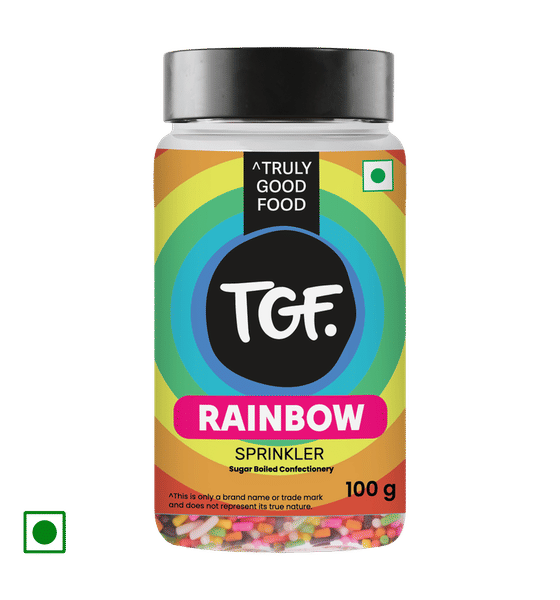 ^TRULY
GOOD
FOOD
TGF.
RAINBOW
SPRINKLER
Sugar Boiled Confectionery
100 g
^This is only a brand name or trade mark
and does not represent its true nature.